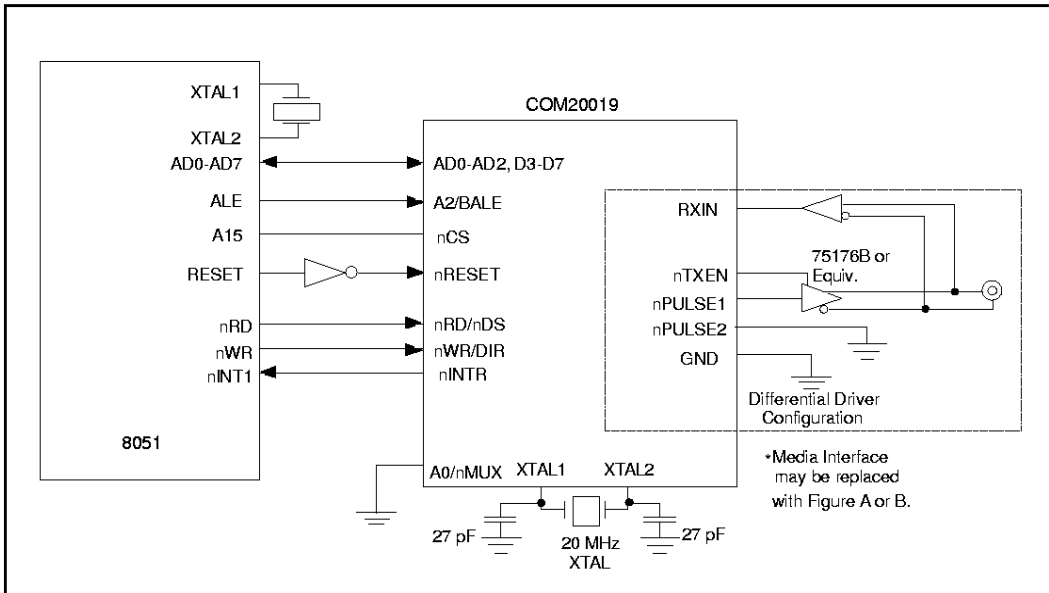 XTAL1
XTAL2
AD0-AD7
ALE
A15
RESET
nRD
nWR
nINT1
8051
COM20019
AD0-AD2, D3-D7
A2/BALE
nCS
nRESET
nRD/nDS
nWR/DIR
nINTR
A0/nMUX
XTAL1
XTAL2
RXIN
nTXEN
nPULSE1
nPULSE2
GND
75176B or
Equiv.
Differential Driver
Configuration
*Media Interface
may be replaced
with Figure A or B.
27 pF
20 MHz
XTAL
27 pF